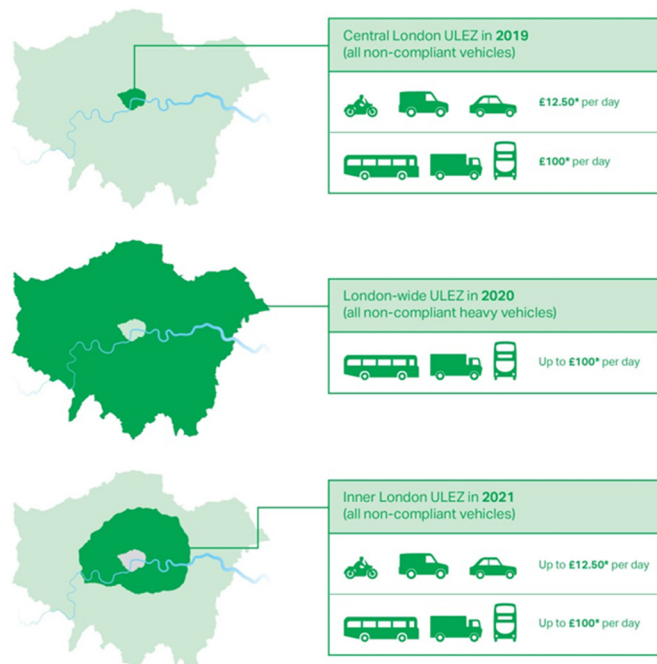 Central London ULEZ in 2019
(all non-compliant vehicles)
£12.50* per day
£100* per day
London-wide ULEZ in 2020
(all non-compliant heavy vehicles)
Up to £100* per day
Inner London ULEZ in 2021
(all non-compliant vehicles)
Up to £12.50* per day
Up to £100* per day